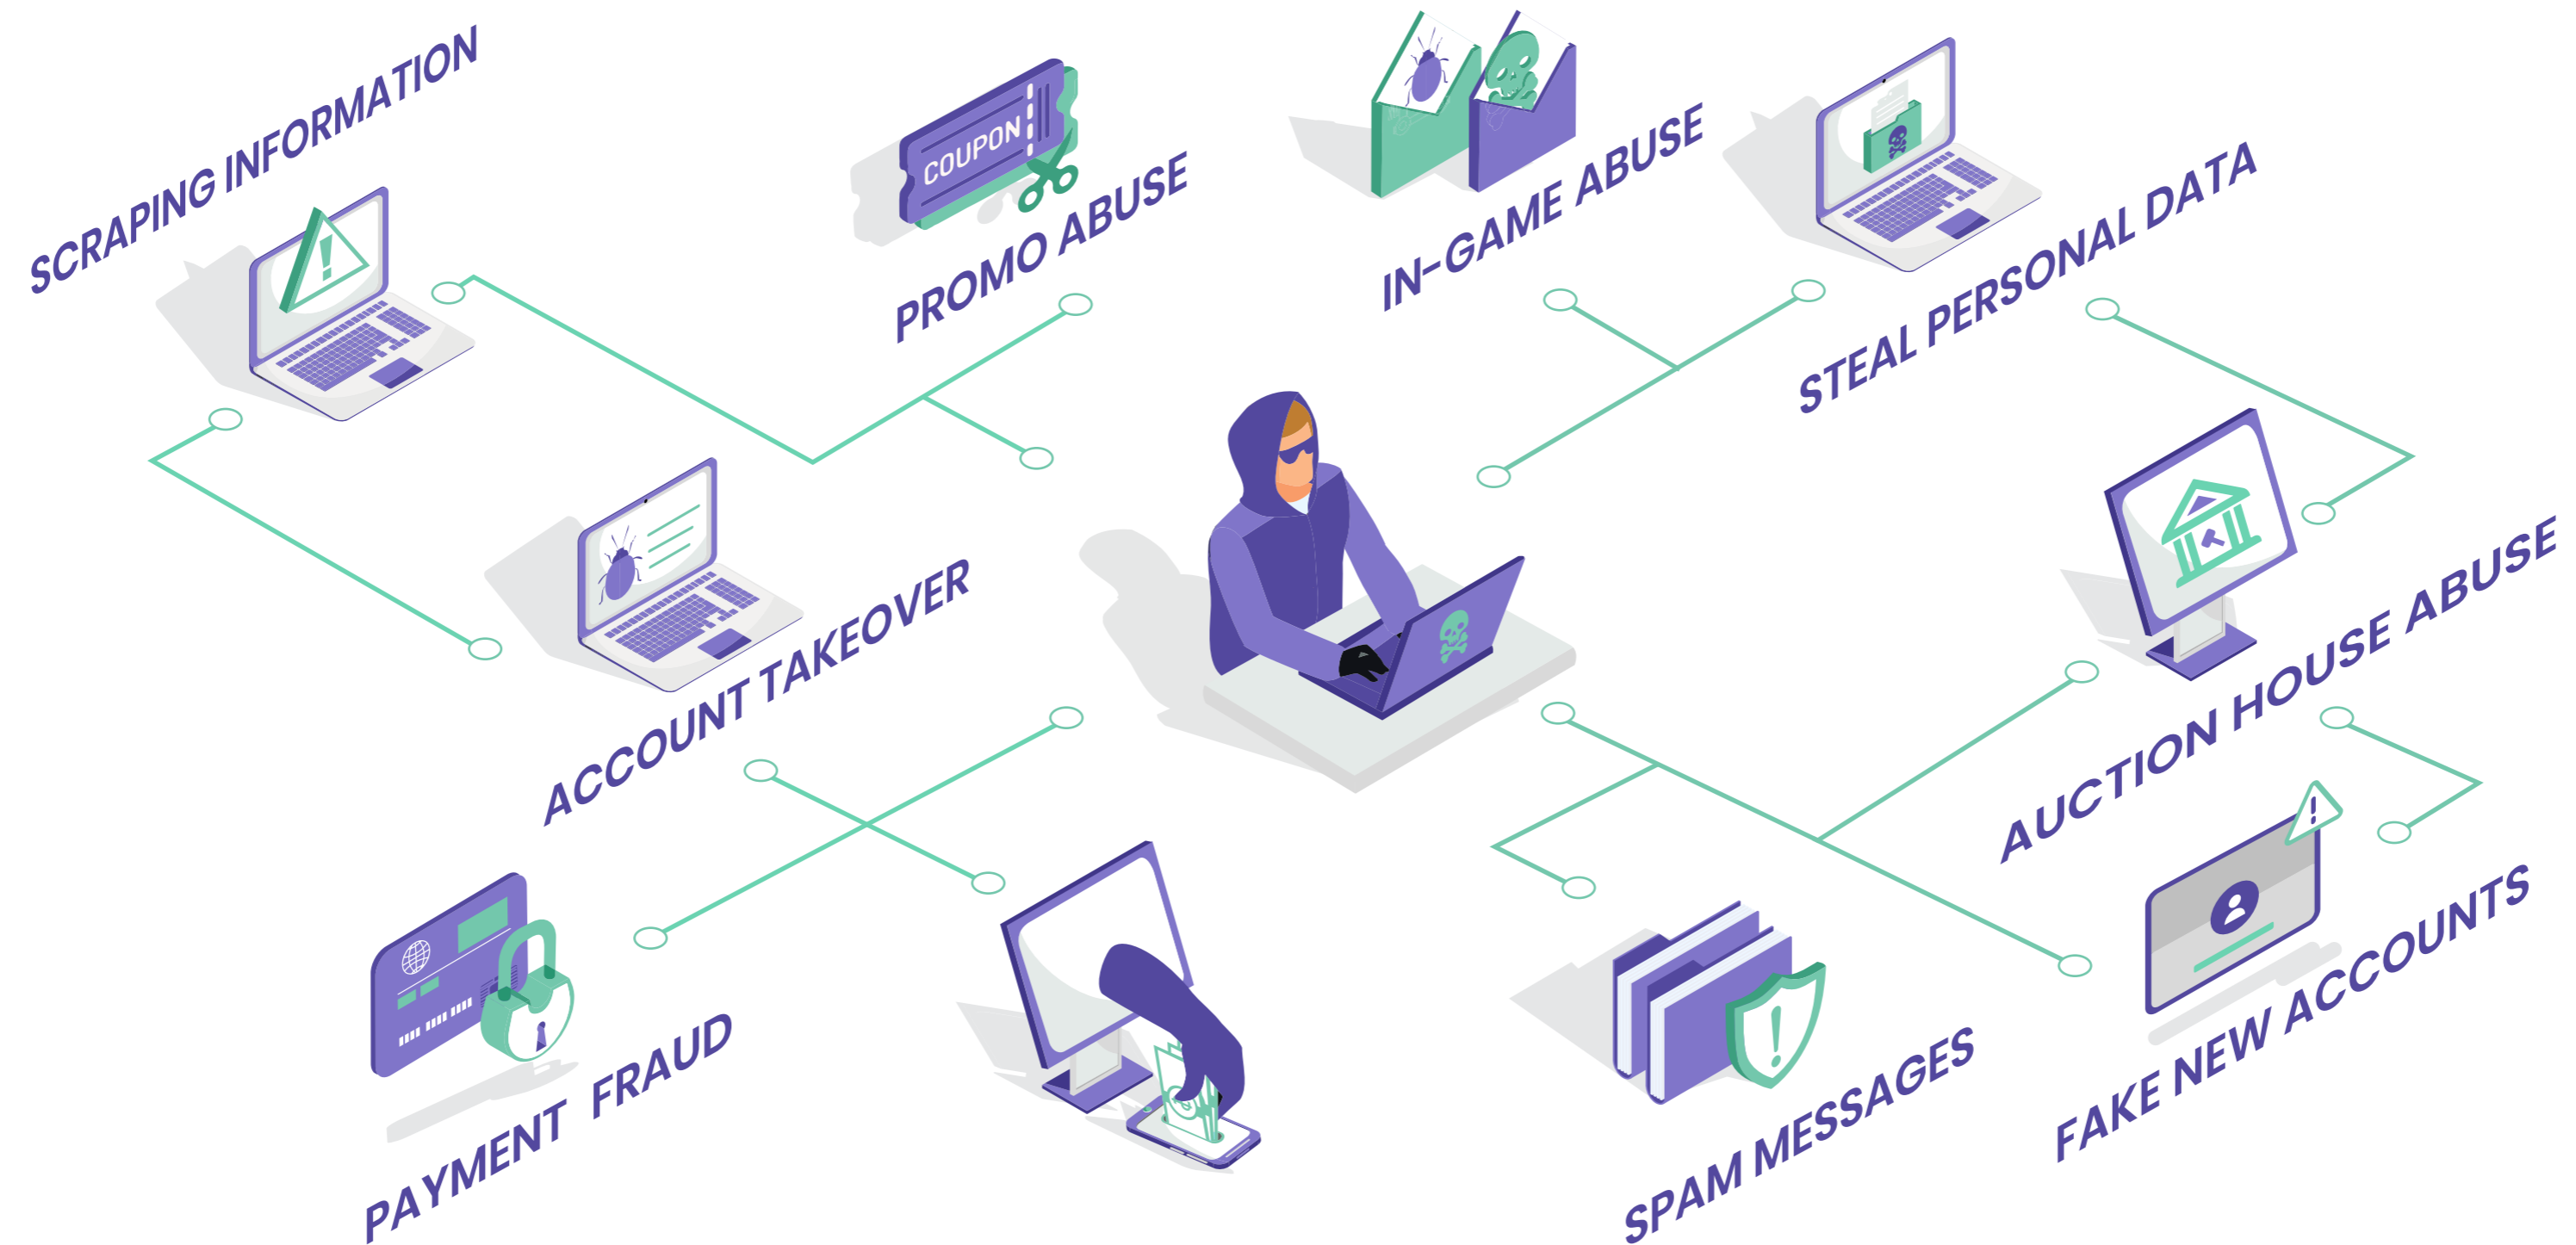 SCRAPING INFORMATION
COUPON
PROMO ABUSE
IN-GAME ABUSE
STEAL PERSONAL DATA
ACCOUNT TAKEOVER
AUCTION HOUSE ABUSE
PAYMENT FRAUD
SPAM MESSAGES
FAKE NEW ACCOUNTS